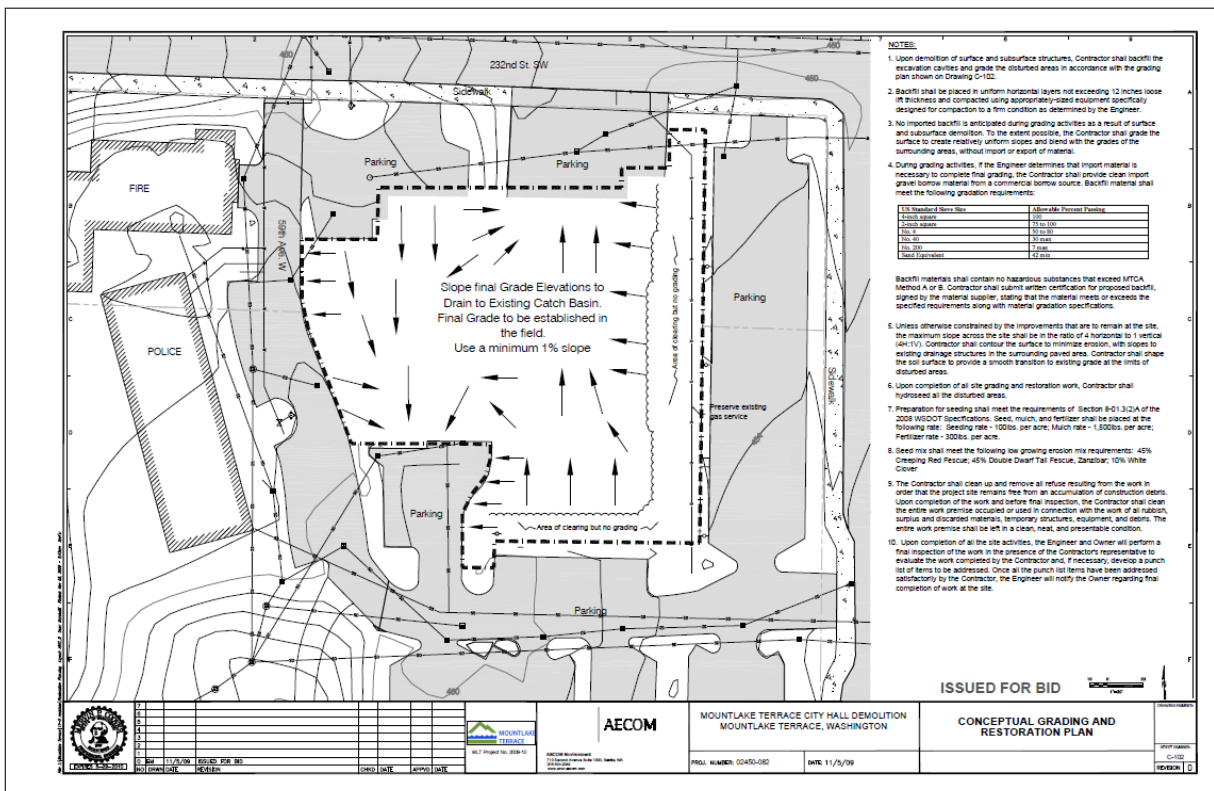 232nd St. SW
Sidewalk
Parking
Parking
FIRE
59th Ave. W
POLICE
Slope final Grade Elevations to
Drain to Existing Catch Basin.
Final Grade to be established in
the field.
Use a minimum 1% slope
Area of clearing but no grading
Parking
Sidewalk
Preserve existing
gas service
Parking
Area of clearing but no grading
Parking
460
460
NOTES:
1. Upon demolition of surface and subsurface structures, Contractor shall backfill the
excavation cavities and grade the disturbed areas in accordance with the grading
plan shown on Drawing C-102.
2. Backfill shall be placed in uniform horizontal layers not exceeding 12 inches loose
lift thickness and compacted using appropriately-sized equipment specifically
designed for compaction to a firm condition as determined by the Engineer.
3. No imported backfill is anticipated during grading activities as a result of surface
and subsurface demolition. To the extent possible, the Contractor shall grade the
surface to create relatively uniform slopes and blend with the grades of the
surrounding areas, without import or export of material.
4. During grading activities, if the Engineer determines that import material is
necessary to complete final grading, the Contractor shall provide clean import
gravel borrow material from a commercial borrow source. Backfill material shall
meet the following gradation requirements:
US Standard Sieve Size Allowable Percent Passing
4-inch square 100
2-inch square 75 to 100
No. 4 50 to 80
No. 40 30 max
No. 200 7 max
Sand Equivalent 42 min
Backfill materials shall contain no hazardous substances that exceed MTCA
Method A or B. Contractor shall submit written certification for proposed backfill,
signed by the material supplier, stating that the material meets or exceeds the
specified requirements along with material gradation specifications.
5. Unless otherwise constrained by the improvements that are to remain at the site,
the maximum slope across the site shall be in the ratio of 4 horizontal to 1 vertical
(4H:1V). Contractor shall contour the surface to minimize erosion, with slopes to
existing drainage structures in the surrounding paved area. Contractor shall shape
the soil surface to provide a smooth transition to existing grade at the limits of
disturbed areas.
6. Upon completion of all site grading and restoration work, Contractor shall
hydroseed all the disturbed areas.
7. Preparation for seeding shall meet the requirements of Section 8-01.3(2)A of the
2008 WSDOT Specifications. Seed, mulch, and fertilizer shall be placed at the
following rate: Seeding rate - 100lbs. per acre; Mulch rate - 1,500lbs. per acre;
Fertilizer rate - 300lbs. per acre.
8. Seed mix shall meet the following low growing erosion mix requirements: 45%
Creeping Red Fescue; 45% Double Dwarf Tall Fescue, Zanzibar; 10% White
Clover
9. The Contractor shall clean up and remove all refuse resulting from the work in
order that the project site remains free from an accumulation of construction debris.
Upon completion of the work and before final inspection, the Contractor shall clean
the entire work premise occupied or used in connection with the work of all rubbish,
surplus and discarded materials, temporary structures, equipment, and debris. The
entire work premise shall be left in a clean, neat, and presentable condition.
10. Upon completion of all the site activities, the Engineer and Owner will perform a
final inspection of the work in the presence of the Contractor's representative to
evaluate the work completed by the Contractor and, if necessary, develop a punch
list of items to be addressed. Once all the punch list items have been addressed
satisfactorily by the Contractor, the Engineer will notify the Owner regarding final
completion of work at the site.
ISSUED FOR BID
0 11/5/09 ISSUED FOR BID
NO DRWN DATE REVISION CHKD DATE APPVD DATE
MOUNTLAKE
TERRACE
MLT Project No. 2009-10
AECOM
AECOM Environment
MOUNTLAKE TERRACE CITY HALL DEMOLITION
MOUNTLAKE TERRACE, WASHINGTON
PROJ. NUMBER: 02450-082 DATE: 11/5/09
CONCEPTUAL GRADING AND
RESTORATION PLAN
DRAWING NUMBER:
SHEET NUMBER:
C-102
REVISION 0